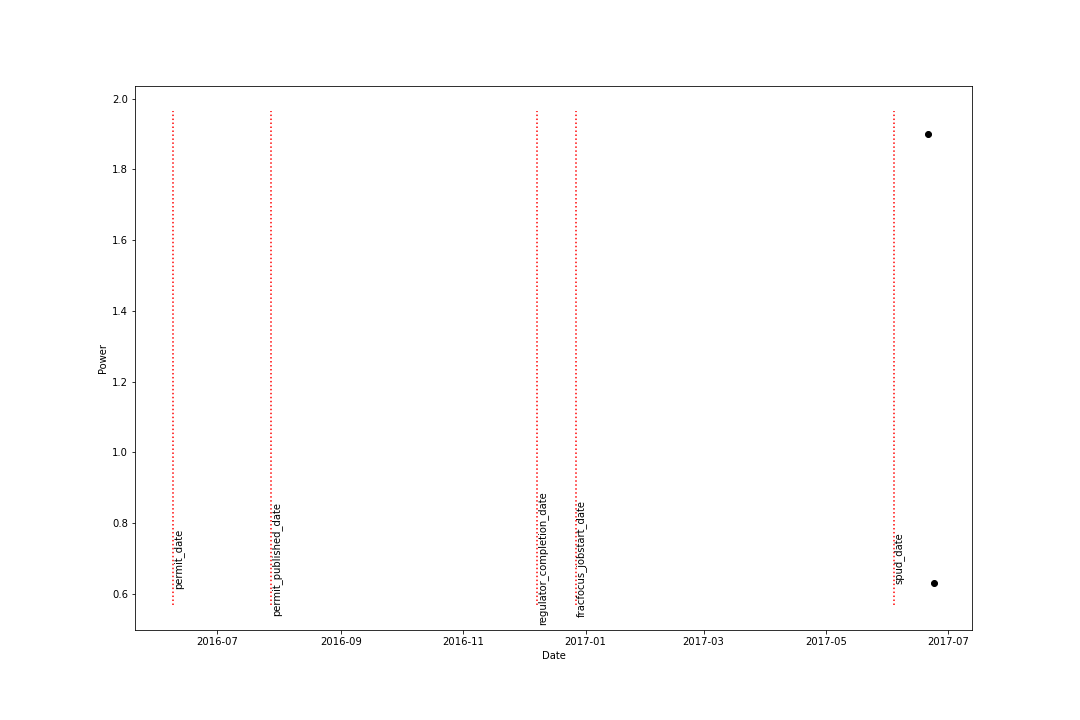 2.0
1.8
1.6
1.4
1.2
1.0
0.8
0.6
Power
permit_date
permit_published_date
regulator_completion_date
fracfocus_jobstart_date
spud_date
2016-07
2016-09
2016-11
2017-01
2017-03
2017-05
2017-07
Date